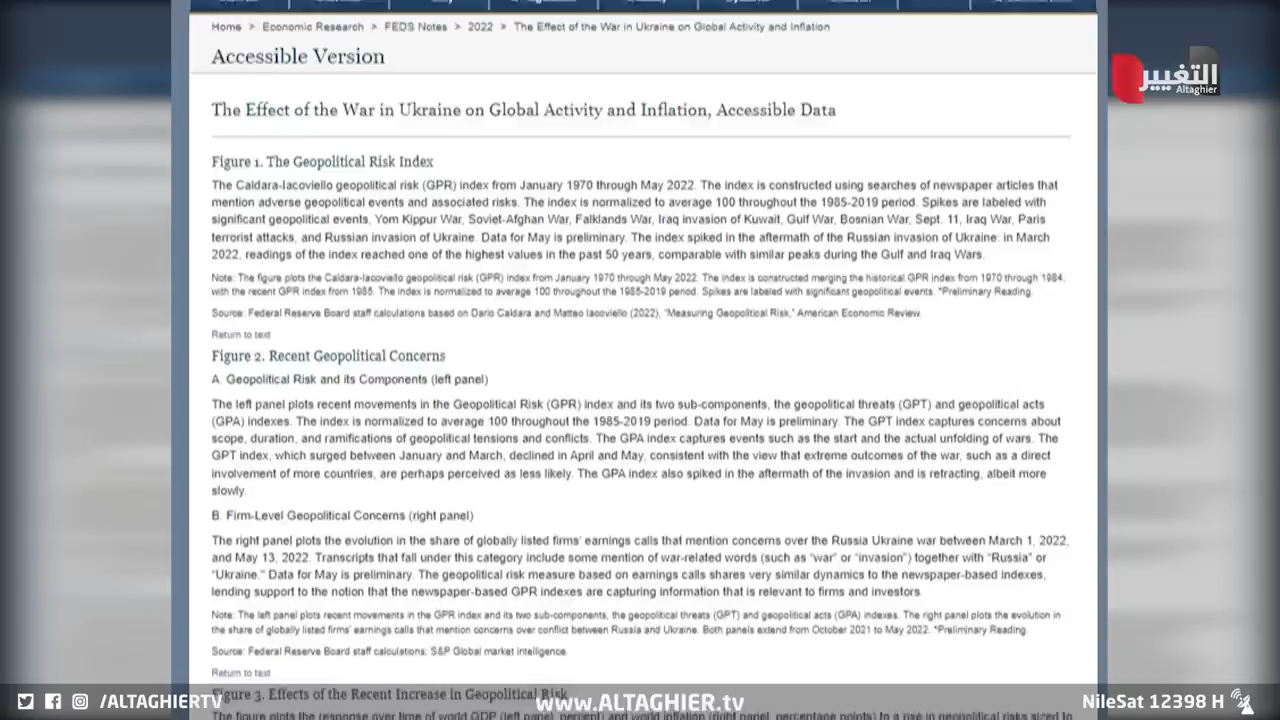 Home > Economic Research > FEDS Notes > 2022 > The Effect of the War in Ukraine on Global Activity and Inflation
Accessible Version
التغيير
Altaghier
The Effect of the War in Ukraine on Global Activity and Inflation, Accessible Data
Figure 1. The Geopolitical Risk Index
The Caldara-Iacoviello geopolitical risk (GPR) index from January 1970 through May 2022. The index is constructed using searches of newspaper articles that
mention adverse geopolitical events and associated risks. The index is normalized to average 100 throughout the 1985-2019 period. Spikes are labeled with
significant geopolitical events, Yom Kippur War, Soviet-Afghan War, Falklands War, Iraq invasion of Kuwait, Gulf War, Bosnian War, Sept. 11, Iraq War, Paris
terrorist attacks, and Russian invasion of Ukraine. Data for May is preliminary. The index spiked in the aftermath of the Russian invasion of Ukraine: in March
2022, readings of the index reached one of the highest values in the past 50 years, comparable with similar peaks during the Gulf and Iraq Wars.
Note: The figure plots the Caldara-Iacoviello geopolitical risk (GPR) index from January 1970 through May 2022. The index is constructed merging the historical GPR index from 1970 through 1984,
with the recent GPR index from 1985. The index is normalized to average 100 throughout the 1985-2019 period. Spikes are labeled with significant geopolitical events. *Preliminary Reading.
Source: Federal Reserve Board staff calculations based on Dario Caldara and Matteo Iacoviello (2022), "Measuring Geopolitical Risk," American Economic Review.
Return to text
Figure 2. Recent Geopolitical Concerns
A. Geopolitical Risk and its Components (left panel)
The left panel plots recent movements in the Geopolitical Risk (GPR) index and its two sub-components, the geopolitical threats (GPT) and geopolitical acts
(GPA) indexes. The index is normalized to average 100 throughout the 1985-2019 period. Data for May is preliminary. The GPT index captures concerns about
scope, duration, and ramifications of geopolitical tensions and conflicts. The GPA index captures events such as the start and the actual unfolding of wars. The
GPT index, which surged between January and March, declined in April and May, consistent with the view that extreme outcomes of the war, such as a direct
involvement of more countries, are perhaps perceived as less likely. The GPA index also spiked in the aftermath of the invasion and is retracting, albeit more
slowly.
B. Firm-Level Geopolitical Concerns (right panel)
The right panel plots the evolution in the share of globally listed firms' earnings calls that mention concerns over the Russia Ukraine war between March 1, 2022,
and May 13, 2022. Transcripts that fall under this category include some mention of war-related words (such as "war" or "invasion") together with "Russia" or
"Ukraine." Data for May is preliminary. The geopolitical risk measure based on earnings calls shares very similar dynamics to the newspaper-based indexes,
lending support to the notion that the newspaper-based GPR indexes are capturing information that is relevant to firms and investors.
Note: The left panel plots recent movements in the GPR index and its two sub-components, the geopolitical threats (GPT) and geopolitical acts (GPA) indexes. The right panel plots the evolution in
the share of globally listed firms' earnings calls that mention concerns over conflict between Russia and Ukraine. Both panels extend from October 2021 to May 2022. *Preliminary Reading.
Source: Federal Reserve Board staff calculations; S&P Global market intelligence.
Return to text
Figure 3. Effects of the Recent Increase in Geopolitical Risk
/ALTAGHIERTV
www.ALTAGHIER.tv
NileSat 12398 H